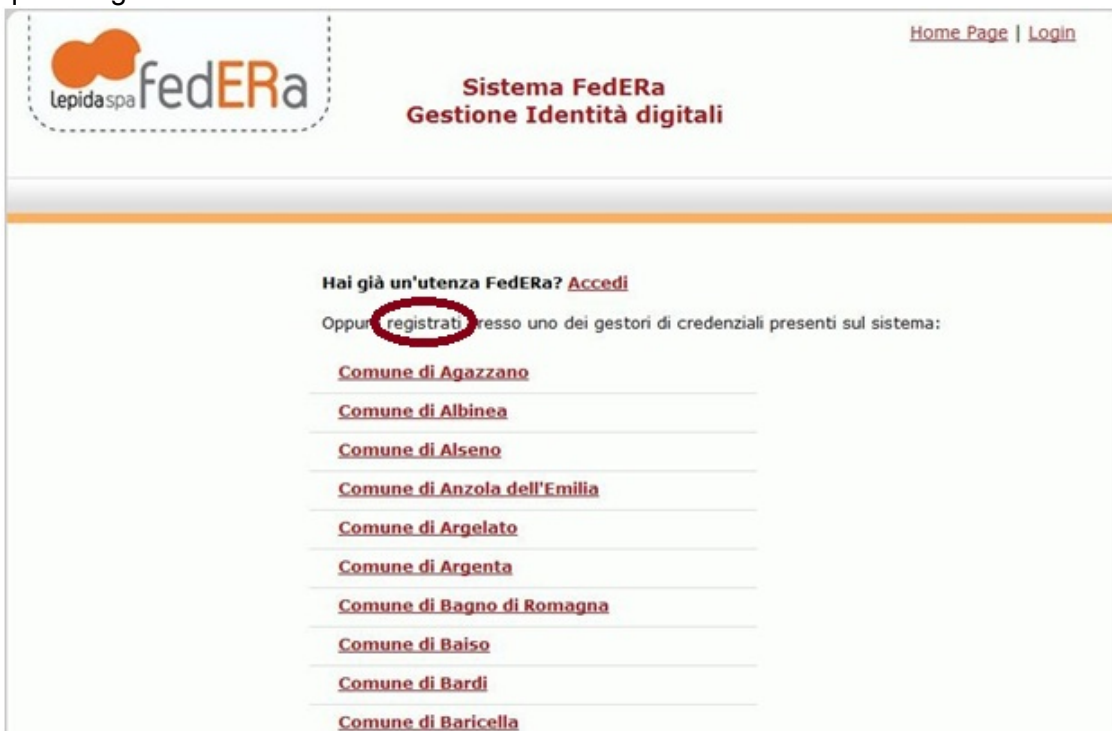 Home Page | Login
lepidaspa fedERa
Sistema FedERa
Gestione Identità digitali
Hai già un'utenza FedERa? Accedi
Oppure registrati presso uno dei gestori di credenziali presenti sul sistema:
Comune di Agazzano
Comune di Albinea
Comune di Alseno
Comune di Anzola dell'Emilia
Comune di Argelato
Comune di Argenta
Comune di Bagno di Romagna
Comune di Baiso
Comune di Bardi
Comune di Baricella